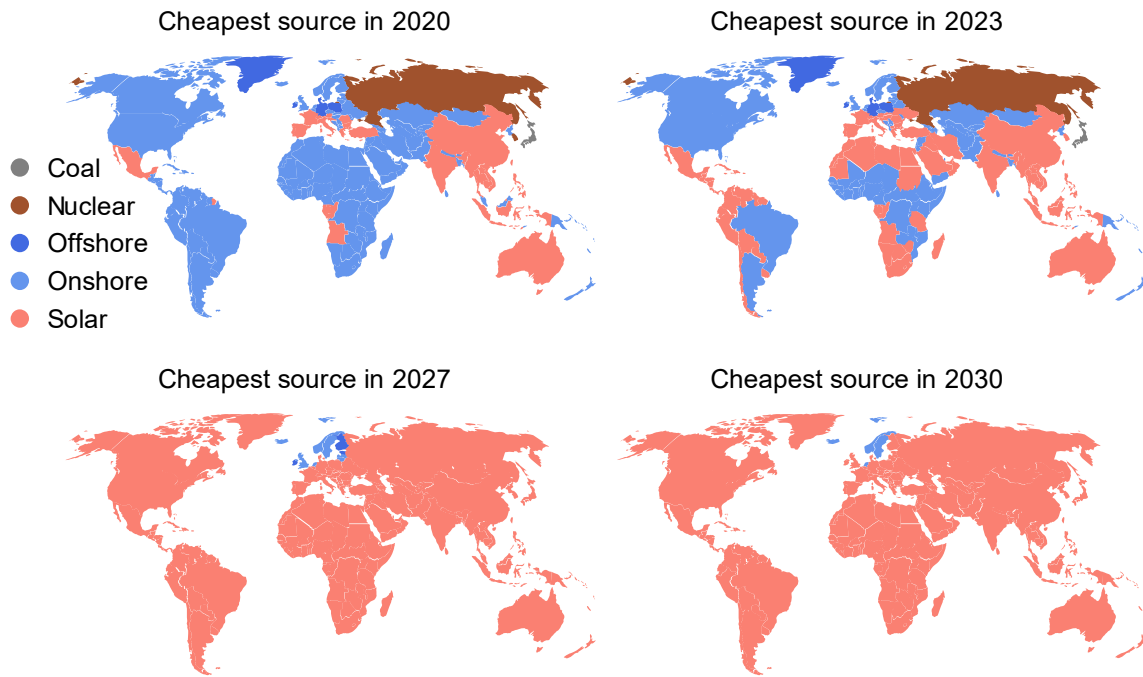 Cheapest source in 2020
Cheapest source in 2023
Coal
Nuclear
Offshore
Onshore
Solar
Cheapest source in 2027
Cheapest source in 2030